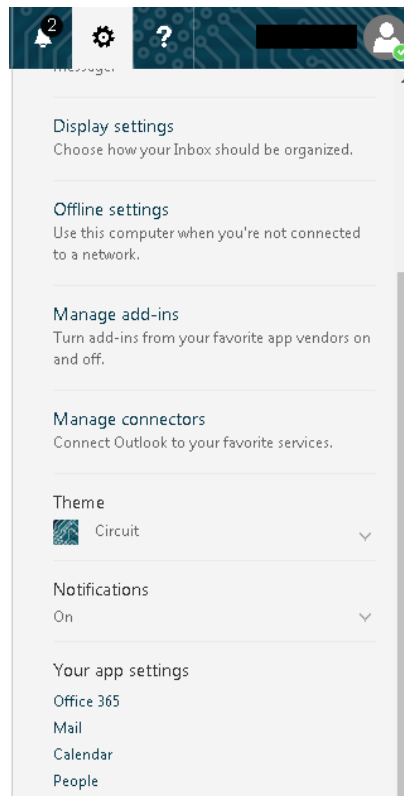 2
?
Display settings
Choose how your Inbox should be organized.
Offline settings
Use this computer when you're not connected
to a network.
Manage add-ins
Turn add-ins from your favorite app vendors on
and off.
Manage connectors
Connect Outlook to your favorite services.
Theme
Circuit
Notifications
On
Your app settings
Office 365
Mail
Calendar
People